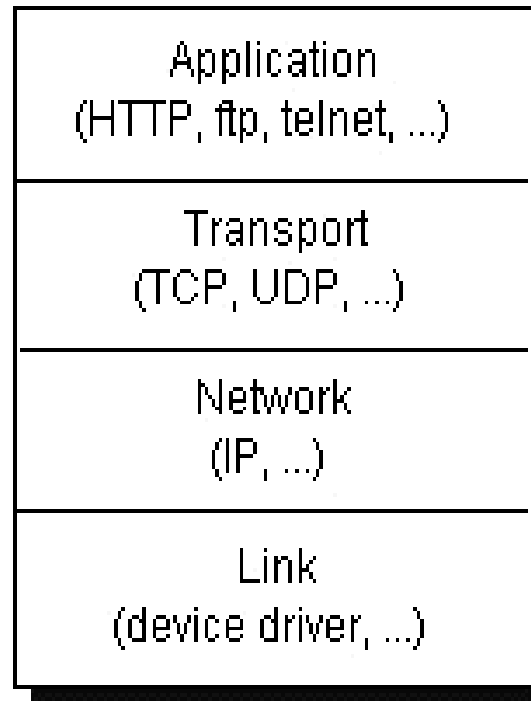 Application
(HTTP, ftp, telnet, ...)
Transport
(TCP, UDP, ...)
Network
(IP, ...)
Link
(device driver, ...)